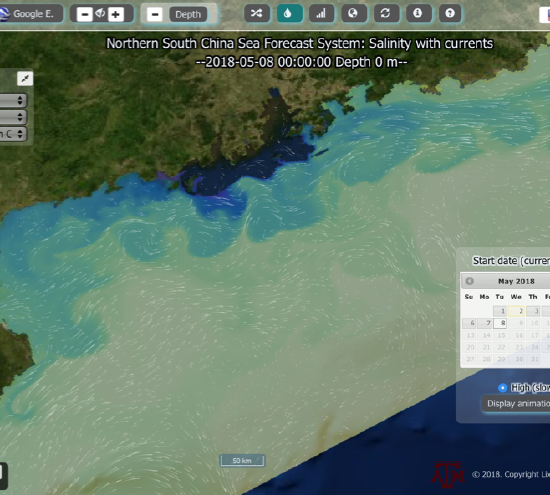 Google E.
Depth
Northern South China Sea Forecast System: Salinity with currents
--2018-05-08 00:00:00 Depth 0 m--
Start date (curren
May 2018
Su Mo Tu We Th F
1 2 3
6 7 8 9 10
13 14 15 16 17
20 21 22 23 24
27 28 29 30 31
High (slo
Display animatio
50 km
© 2018. Copyright Lix